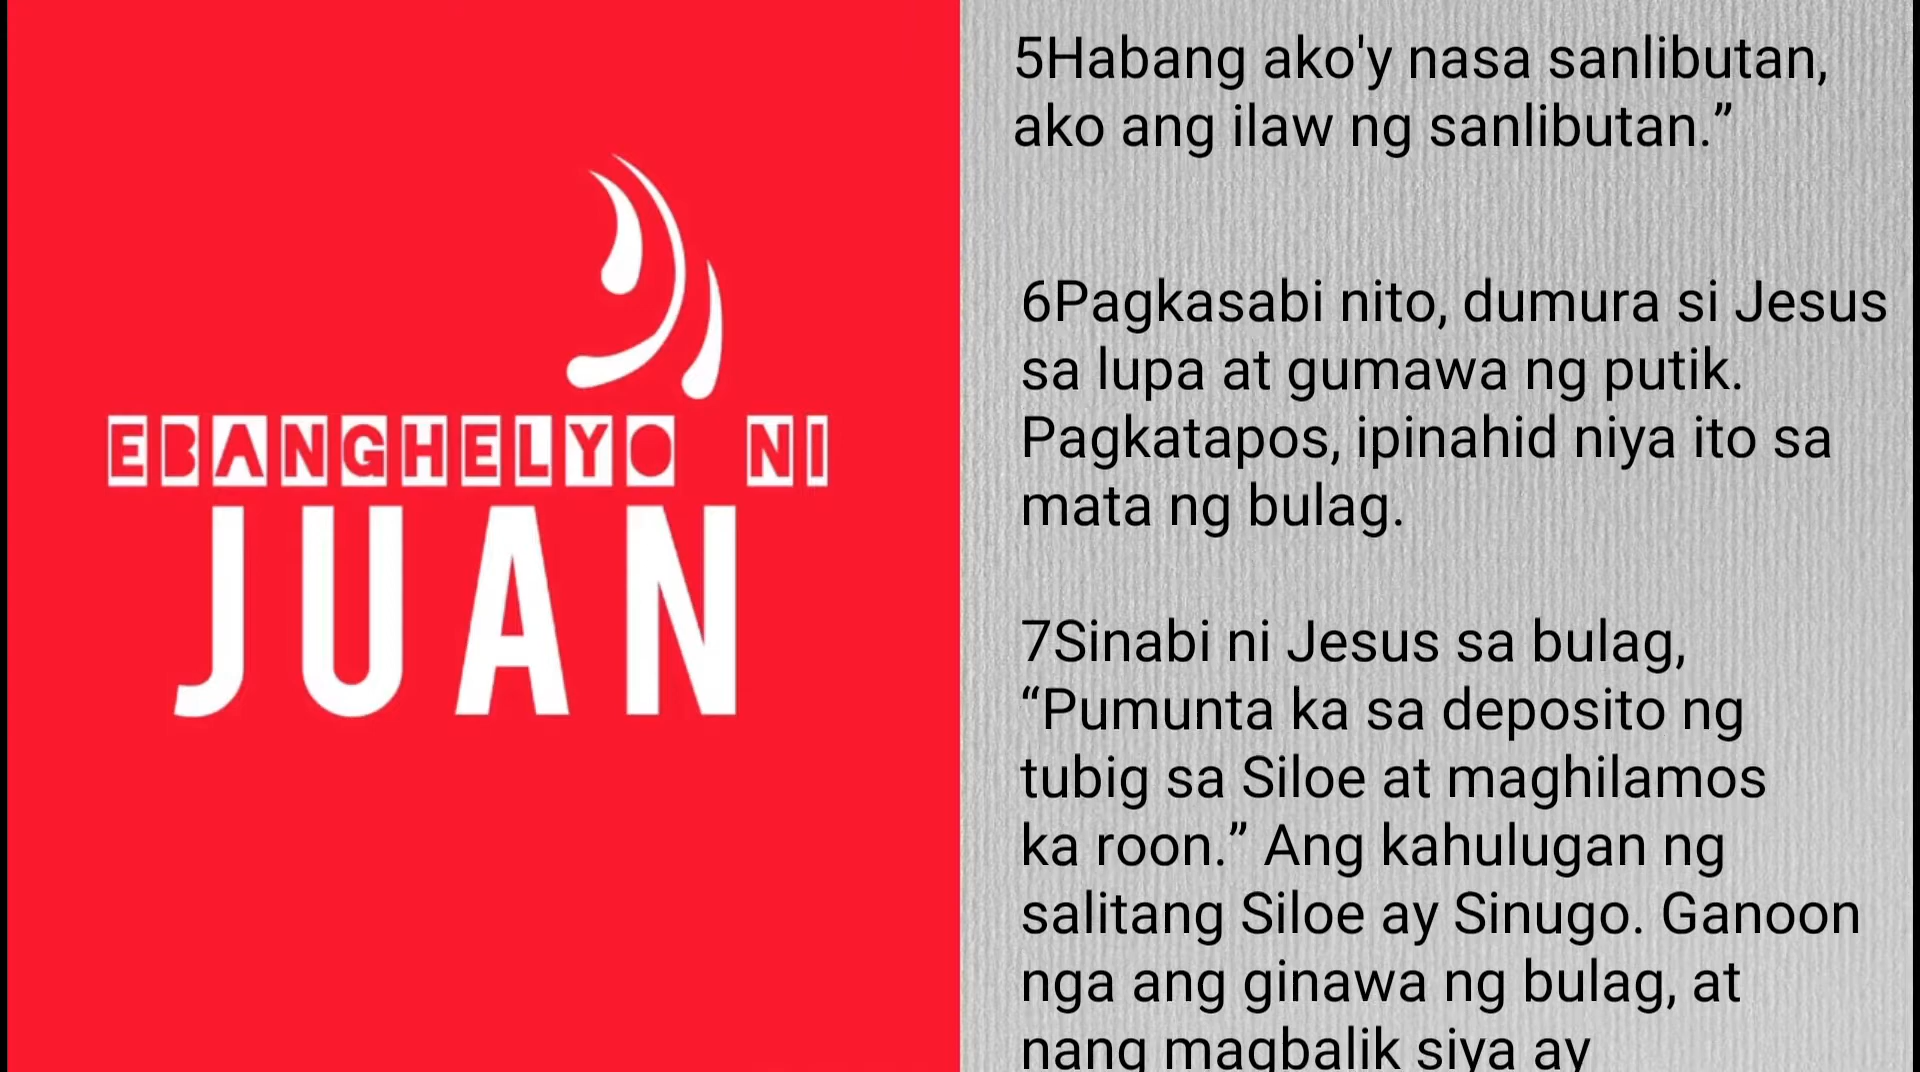 EBANGHELYO NI
JUAN
5Habang ako'y nasa sanlibutan,
ako ang ilaw ng sanlibutan.”
6Pagkasabi nito, dumura si Jesus
sa lupa at gumawa ng putik.
Pagkatapos, ipinahid niya ito sa
mata ng bulag.
7Sinabi ni Jesus sa bulag,
“Pumunta ka sa deposito ng
tubig sa Siloe at maghilamos
ka roon.” Ang kahulugan ng
salitang Siloe ay Sinugo. Ganoon
nga ang ginawa ng bulag, at
nang magbalik siya ay